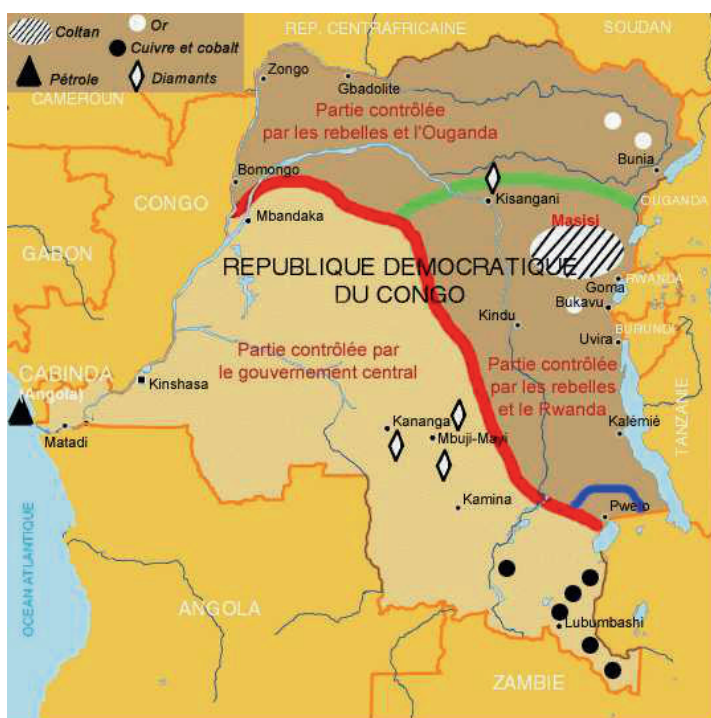 Coltan
Or
Cuivre et cobalt
Pétrole
Diamants
REP. CENTRAFRICAINE
SOUDAN
CAMEROUN
Zongo
Gbadolite
Partie contrôlée
par les rebelles et l'Ouganda
Bunia
Bomongo
CONGO
Kisangani
OUGANDA
Mbandaka
Masisi
GABON
REPUBLIQUE DEMOCRATIQUE
DU CONGO
RWANDA
Goma
Bukavu
Kindu
BURUNDI
Uvira
Partie contrôlée par
le gouvernement central
Partie contrôlée
par les rebelles
et le Rwanda
CABINDA
(Angola)
Kinshasa
Matadi
Kananga
Mbuji-Mayi
Kalémié
TANZANIE
Kamina
Pweto
OCEAN ATLANTIQUE
ANGOLA
Lubumbashi
ZAMBIE